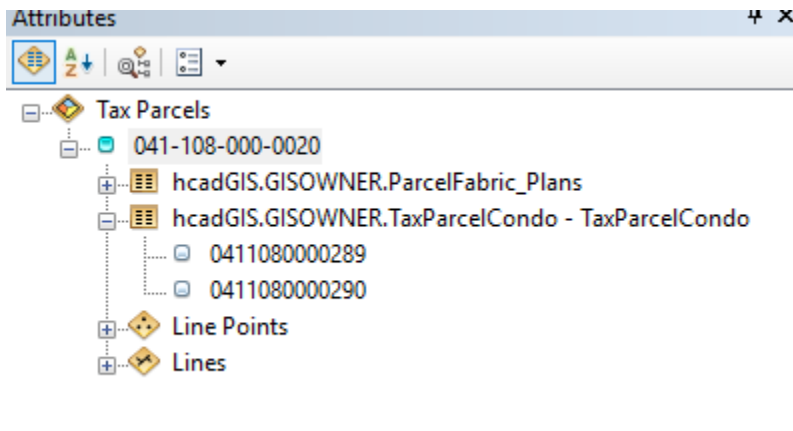 Attributes
A
Z
Tax Parcels
041-108-000-0020
hcadGIS.GISOWNER.ParcelFabric_Plans
hcadGIS.GISOWNER.TaxParcelCondo - TaxParcelCondo
0411080000289
0411080000290
Line Points
Lines